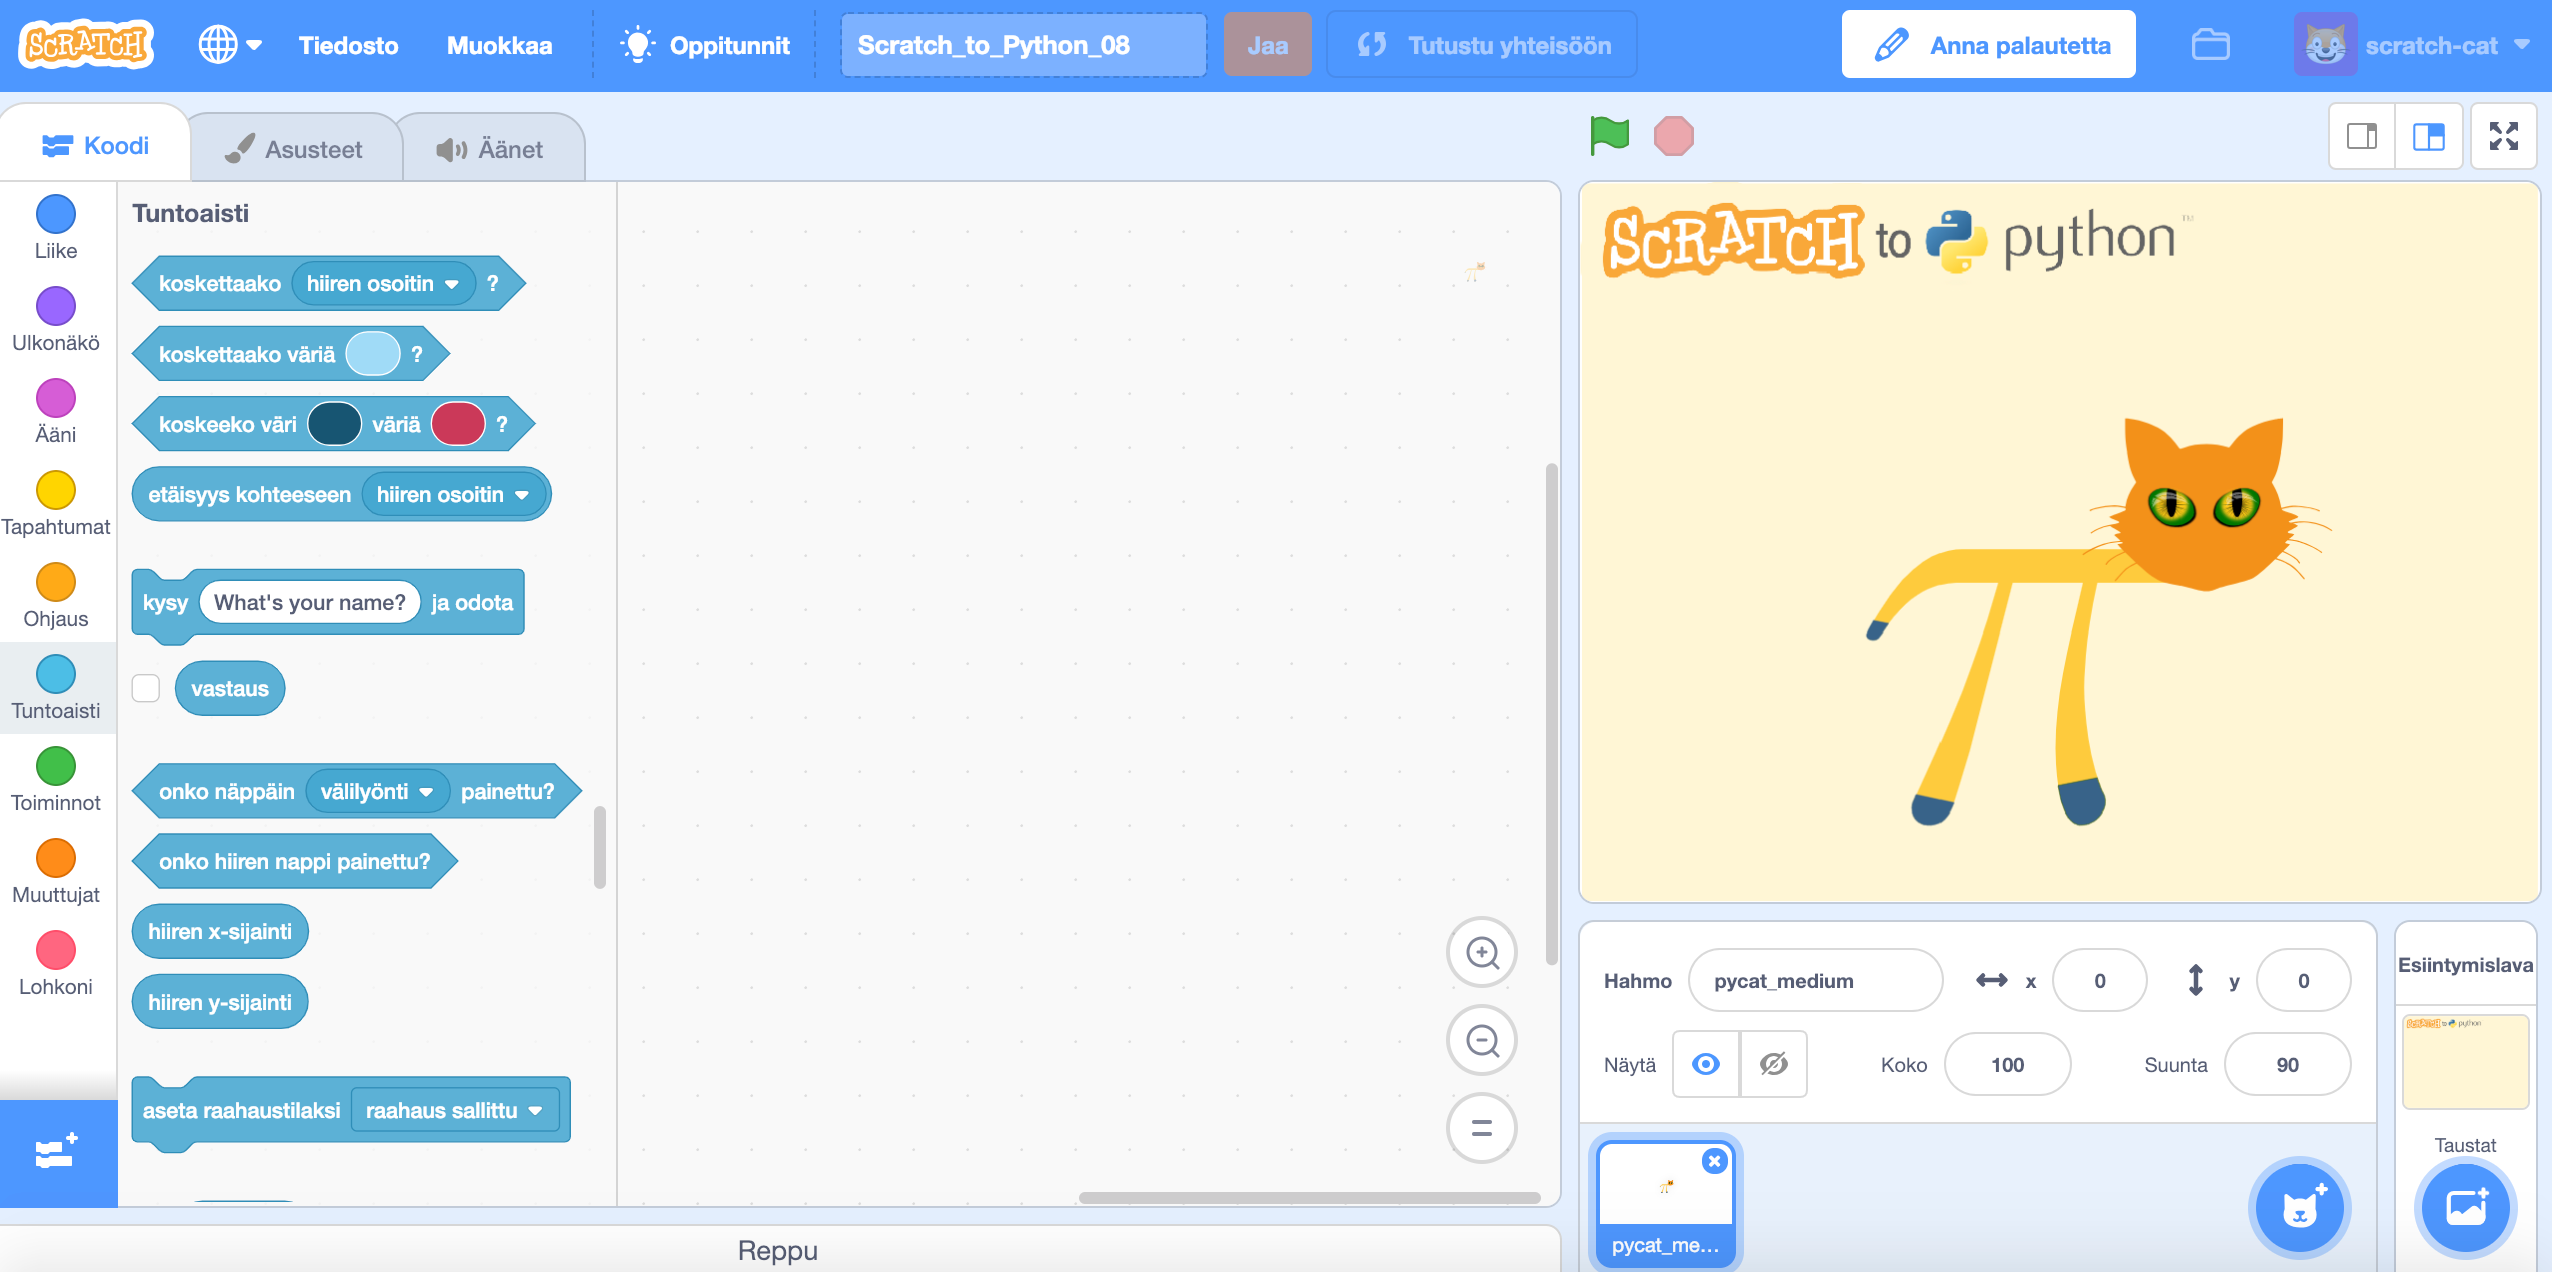 SCRATCH
Tiedosto
Muokkaa
Oppitunnit
Scratch_to_Python_08
Jaa
Tutustu yhteisöön
Anna palautetta
scratch-cat
Koodi
Asusteet
Äänet
Liike
Ulkonäkö
Ääni
Tapahtumat
Ohjaus
Tuntoaisti
Toiminnot
Muuttujat
Lohkoni
Tuntoaisti
koskettaako hiiren osoitin ?
koskettaako väriä ?
koskeeko väri väriä ?
etäisyys kohteeseen hiiren osoitin
kysy What's your name? ja odota
vastaus
onko näppäin välilyönti painettu?
onko hiiren nappi painettu?
hiiren x-sijainti
hiiren y-sijainti
aseta raahaustilaksi raahaus sallittu
Reppu
SCRATCH to python™
Hahmo pycat_medium x 0 y 0
Näytä Koko 100 Suunta 90
pycat_me...
Esiintymislava
SCRATCH to python
Taustat